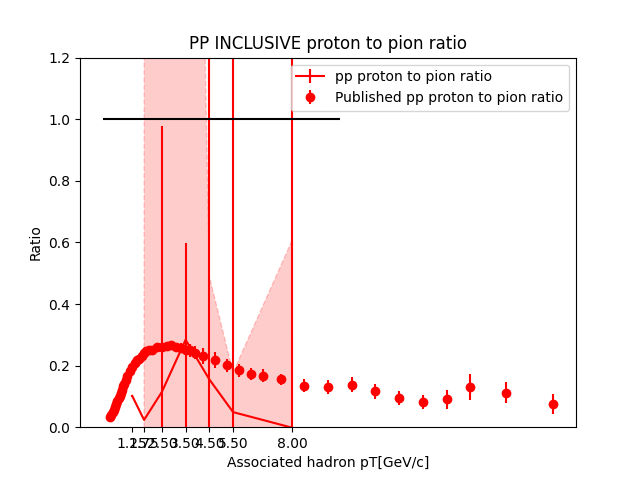 PP INCLUSIVE proton to pion ratio
pp proton to pion ratio
Published pp proton to pion ratio
Ratio
1.2
1.0
0.8
0.6
0.4
0.2
0.0
1.25 1.75 2.50 3.50 4.50 5.50 8.00
Associated hadron pT[GeV/c]